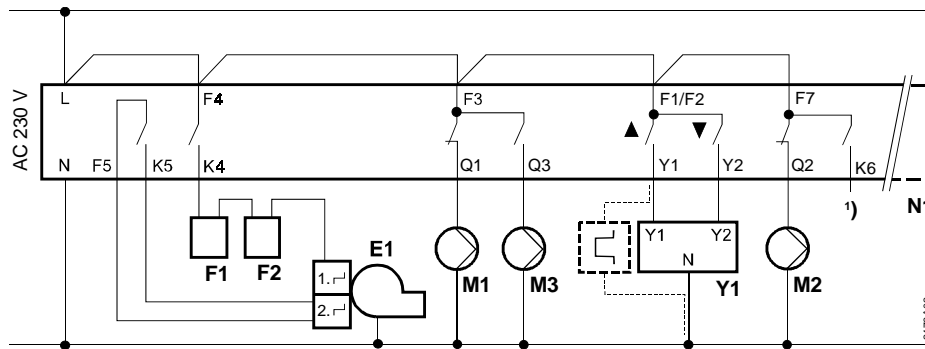 AC 230 V
L F4 F3 F1/F2 F7
N F5 K5 K4 Q1 Q3 Y1 Y2 Q2 K6
¹)
N1
F1 F2 E1
1.
2.
M1 M3
Y1 Y2
N
Y1
M2